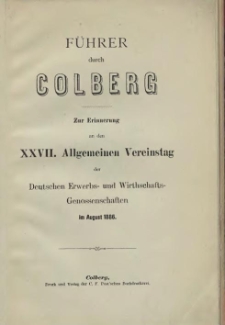 FÜHRER
durch
COLBERG
Zur Erinnerung
an den
XXVII. Allgemeinen Vereinstag
der
Deutschen Erwerbs- und Wirthschafts-
Genossenschaften
im August 1886.
Colberg,
Druck und Verlag der C. F. Post'schen Buchdruckerei.